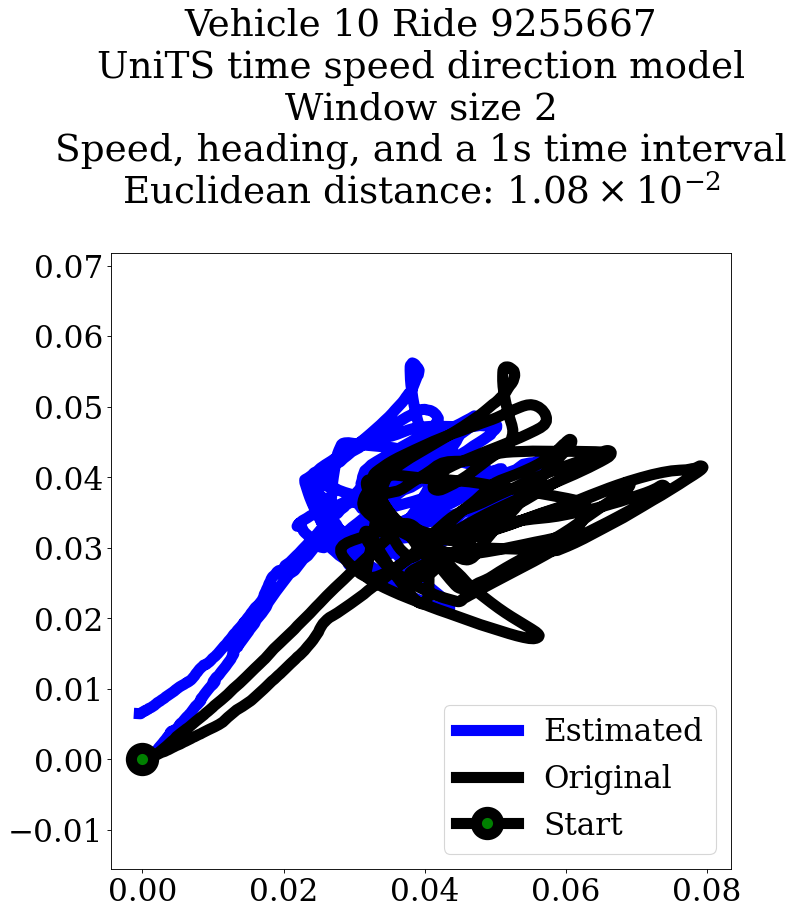 Vehicle 10 Ride 9255667
UniTS time speed direction model
Window size 2
Speed, heading, and a 1s time interval
Euclidean distance: 1.08 × 10⁻²
0.07
0.06
0.05
0.04
0.03
0.02
0.01
0.00
−0.01
Estimated
Original
Start
0.00 0.02 0.04 0.06 0.08